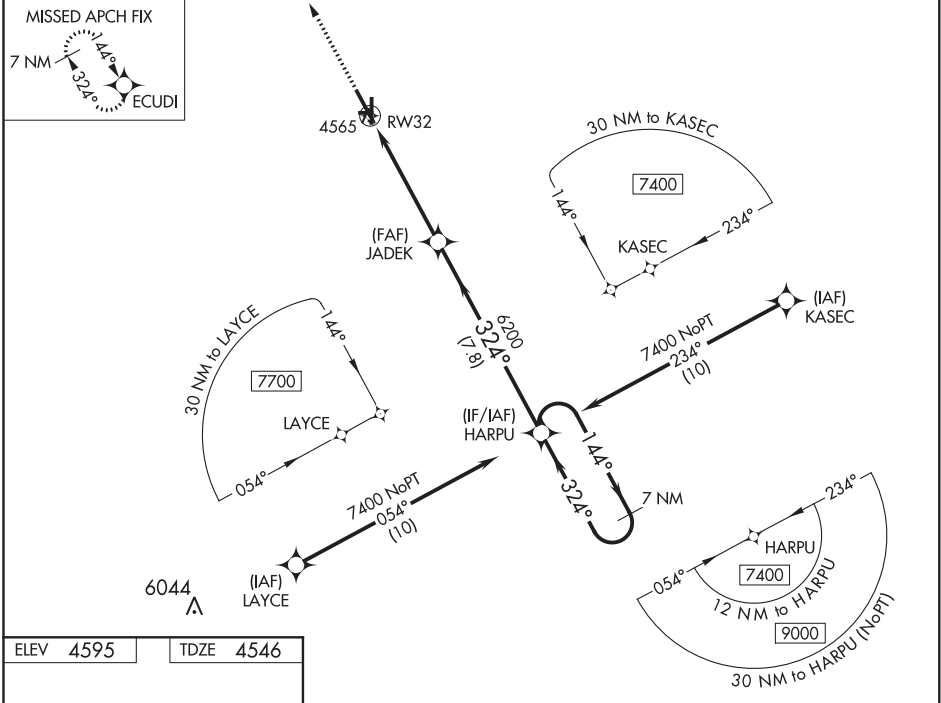 MISSED APCH FIX
7 NM
144°
324°
ECUDI
4565
RW32
30 NM to KASEC
7400
144°
234°
KASEC
(FAF)
JADEK
(IAF)
KASEC
30 NM to LAYCE
144°
7700
LAYCE
054°
6200
324°
(7.8)
7400 NoPT
234°
(10)
(IF/IAF)
HARPU
144°
324°
7 NM
7400 NoPT
054°
(10)
(IAF)
LAYCE
6044
234°
054°
HARPU
7400
12 NM to HARPU
9000
30 NM to HARPU (NoPT)
ELEV 4595
TDZE 4546